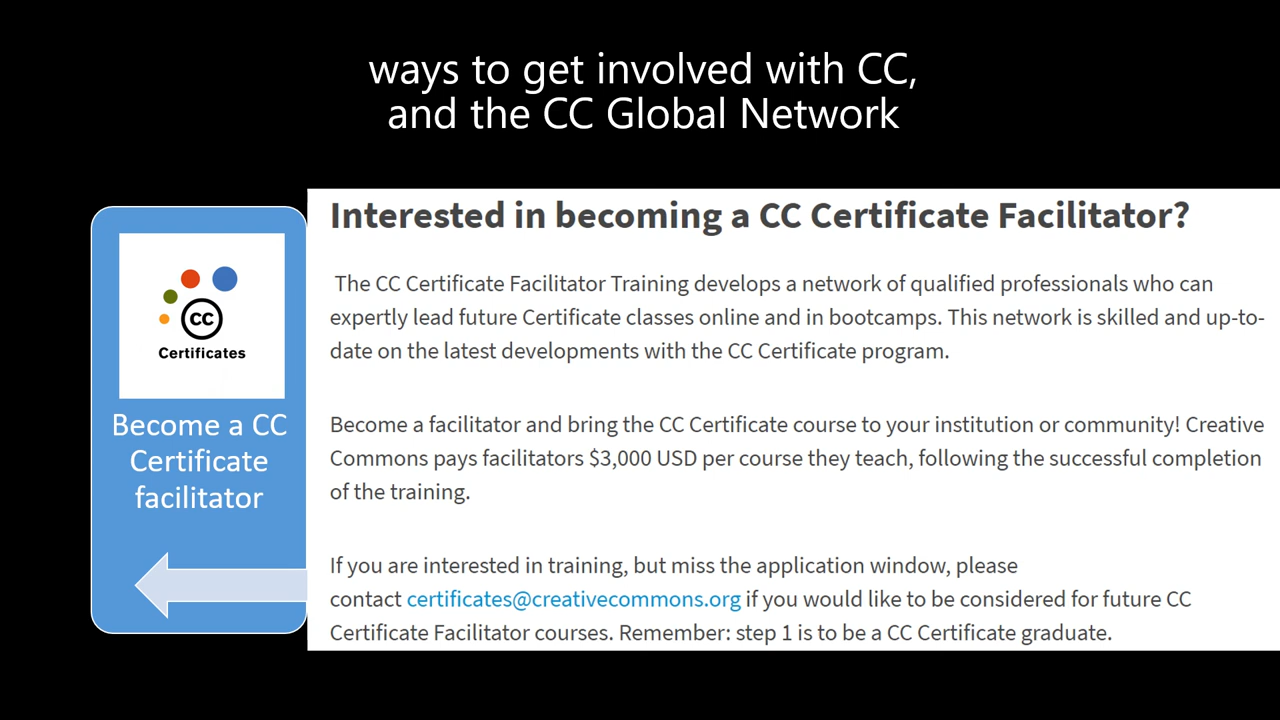 ways to get involved with CC,
and the CC Global Network
Interested in becoming a CC Certificate Facilitator?
The CC Certificate Facilitator Training develops a network of qualified professionals who can
expertly lead future Certificate classes online and in bootcamps. This network is skilled and up-to-
date on the latest developments with the CC Certificate program.
Become a facilitator and bring the CC Certificate course to your institution or community! Creative
Commons pays facilitators $3,000 USD per course they teach, following the successful completion
of the training.
If you are interested in training, but miss the application window, please
contact certificates@creativecommons.org if you would like to be considered for future CC
Certificate Facilitator courses. Remember: step 1 is to be a CC Certificate graduate.
CC
Certificates
Become a CC
Certificate
facilitator